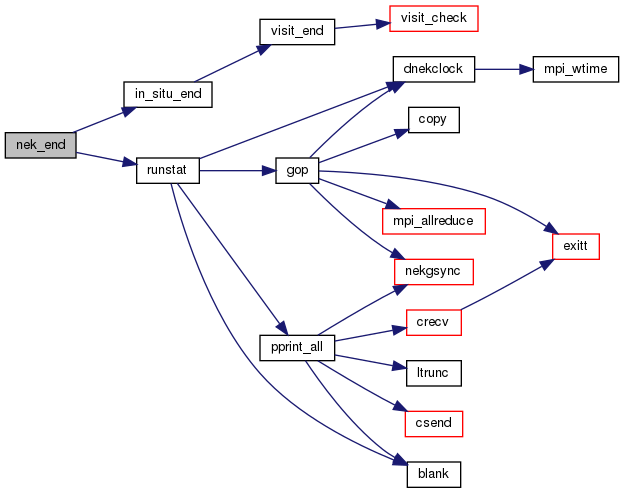 visit_check
visit_end
dnekclock
mpi_wtime
in_situ_end
copy
nek_end
runstat
gop
mpi_allreduce
exitt
nekgsync
crecv
pprint_all
ltrunc
csend
blank